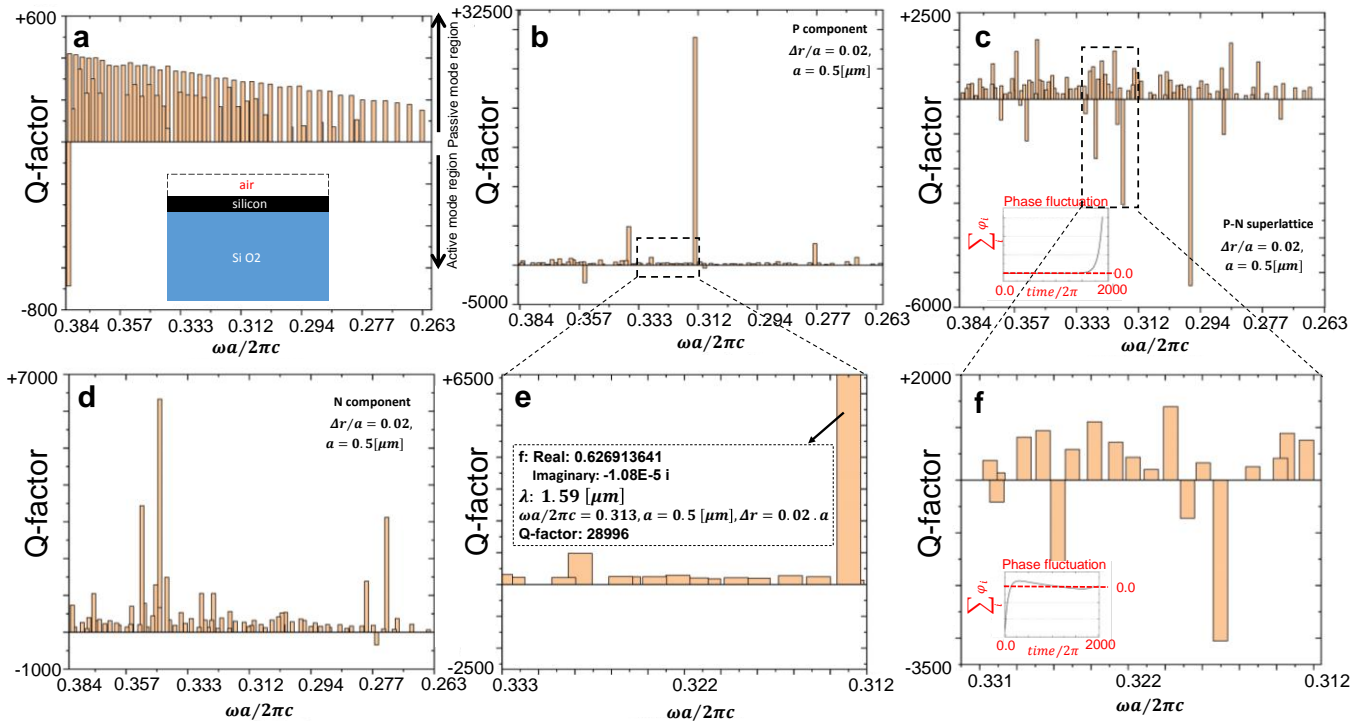 a
+600
-800
Q-factor
air
silicon
Si O2
0.384 0.357 0.333 0.312 0.294 0.277 0.263
ωa/2πc
Active mode region Passive mode region
b
+32500
-5000
Q-factor
P component
Δr/a = 0.02,
a = 0.5[μm]
0.384 0.357 0.333 0.312 0.294 0.277 0.263
ωa/2πc
c
+2500
-6000
Q-factor
Phase fluctuation
∑ φi
i
0.0
0.0 time/2π 2000
P-N superlattice
Δr/a = 0.02,
a = 0.5[μm]
0.384 0.357 0.333 0.312 0.294 0.277 0.263
ωa/2πc
d
+7000
-1000
Q-factor
N component
Δr/a = 0.02,
a = 0.5[μm]
0.384 0.357 0.333 0.312 0.294 0.277 0.263
ωa/2πc
e
+6500
-2500
Q-factor
f: Real: 0.626913641
Imaginary: -1.08E-5 i
λ: 1.59 [μm]
ωa/2πc = 0.313, a = 0.5 [μm], Δr = 0.02 . a
Q-factor: 28996
0.333 0.322 0.312
ωa/2πc
f
+2000
-3500
Q-factor
Phase fluctuation
∑ φi
i
0.0
0.0 time/2π 2000
0.331 0.322 0.312
ωa/2πc